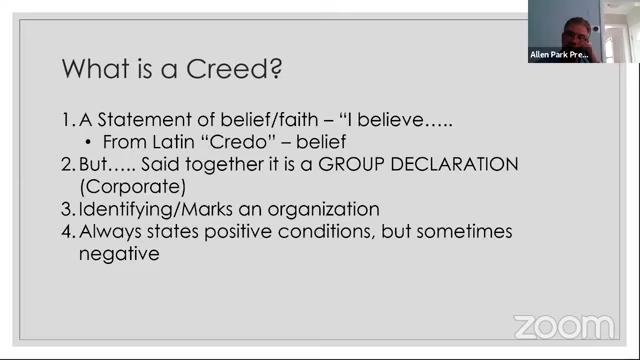 Allen Park Pre...
What is a Creed?
1. A Statement of belief/faith – "I believe…..
• From Latin "Credo" – belief
2. But….. Said together it is a GROUP DECLARATION
(Corporate)
3. Identifying/Marks an organization
4. Always states positive conditions, but sometimes
negative
zoom